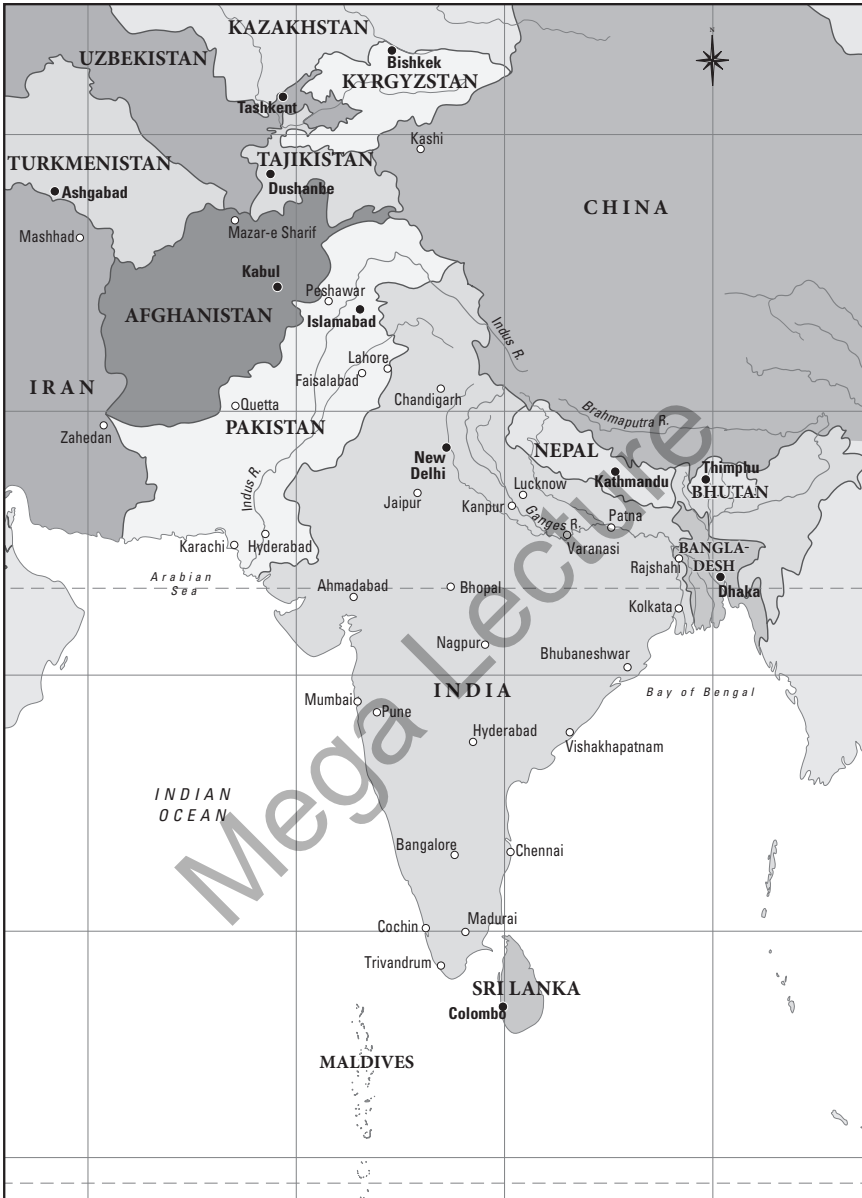 KAZAKHSTAN
N
UZBEKISTAN
Bishkek
KYRGYZSTAN
Tashkent
Kashi
TURKMENISTAN
TAJIKISTAN
Ashgabad
Dushanbe
CHINA
Mashhad
Mazar-e Sharif
Kabul
Peshawar
AFGHANISTAN
Islamabad
Indus R.
Lahore
Faisalabad
IRAN
Chandigarh
Quetta
Brahmaputra R.
PAKISTAN
Zahedan
NEPAL
New
Delhi
Thimphu
Kathmandu
BHUTAN
Lucknow
Indus R.
Jaipur
Kanpur
Ganges R.
Patna
Karachi
Hyderabad
Varanasi
BANGLA-
DESH
Rajshahi
Arabian
Sea
Ahmadabad
Bhopal
Dhaka
Kolkata
Nagpur
Bhubaneshwar
INDIA
Bay of Bengal
Mumbai
Pune
Hyderabad
Vishakhapatnam
INDIAN
OCEAN
Mega Lecture
Bangalore
Chennai
Cochin
Madurai
Trivandrum
SRI LANKA
Colombo
MALDIVES